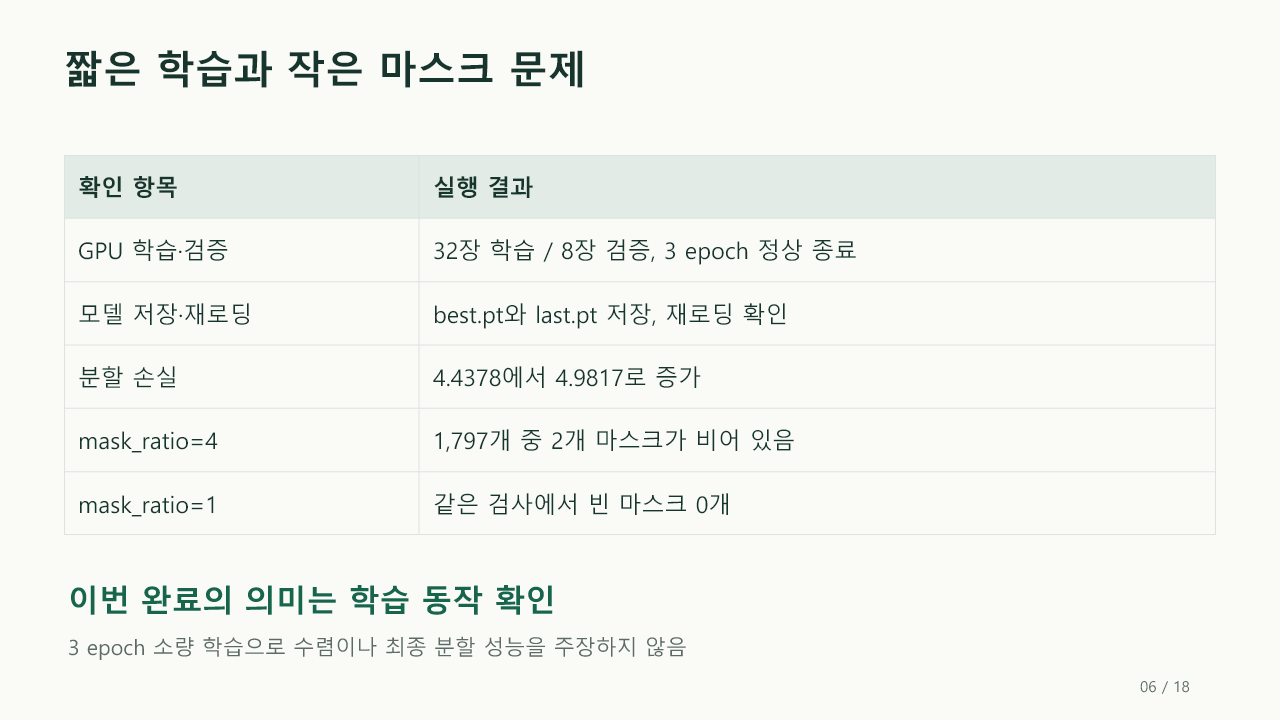 짧은 학습과 작은 마스크 문제
확인 항목 실행 결과
GPU 학습·검증 32장 학습 / 8장 검증, 3 epoch 정상 종료
모델 저장·재로딩 best.pt와 last.pt 저장, 재로딩 확인
분할 손실 4.4378에서 4.9817로 증가
mask_ratio=4 1,797개 중 2개 마스크가 비어 있음
mask_ratio=1 같은 검사에서 빈 마스크 0개
이번 완료의 의미는 학습 동작 확인
3 epoch 소량 학습으로 수렴이나 최종 분할 성능을 주장하지 않음
06 / 18